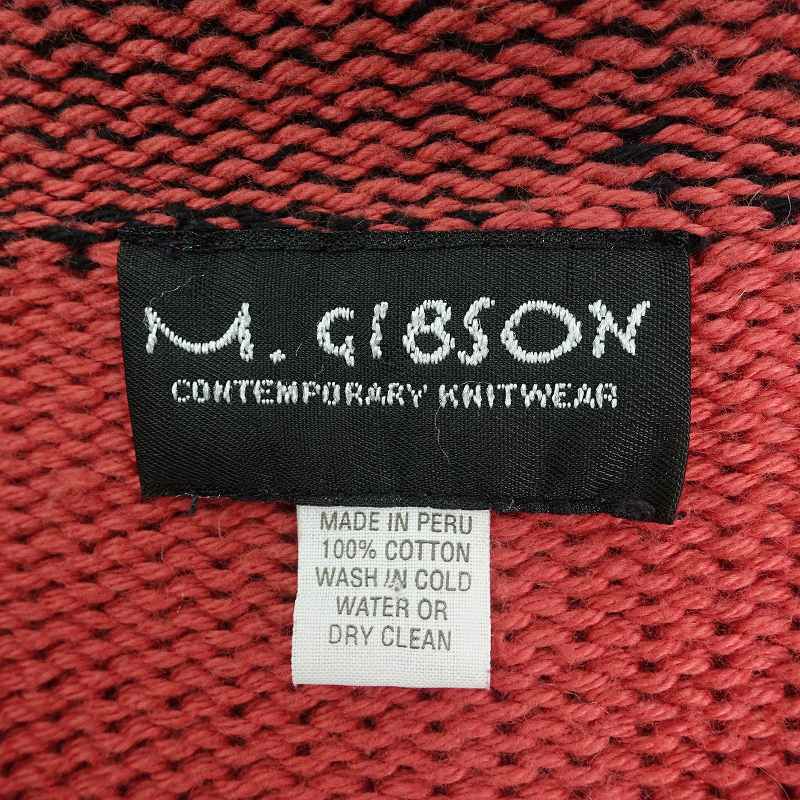 M. GIBSON
CONTEMPORARY KNITWEAR
MADE IN PERU
100% COTTON
WASH IN COLD
WATER OR
DRY CLEAN